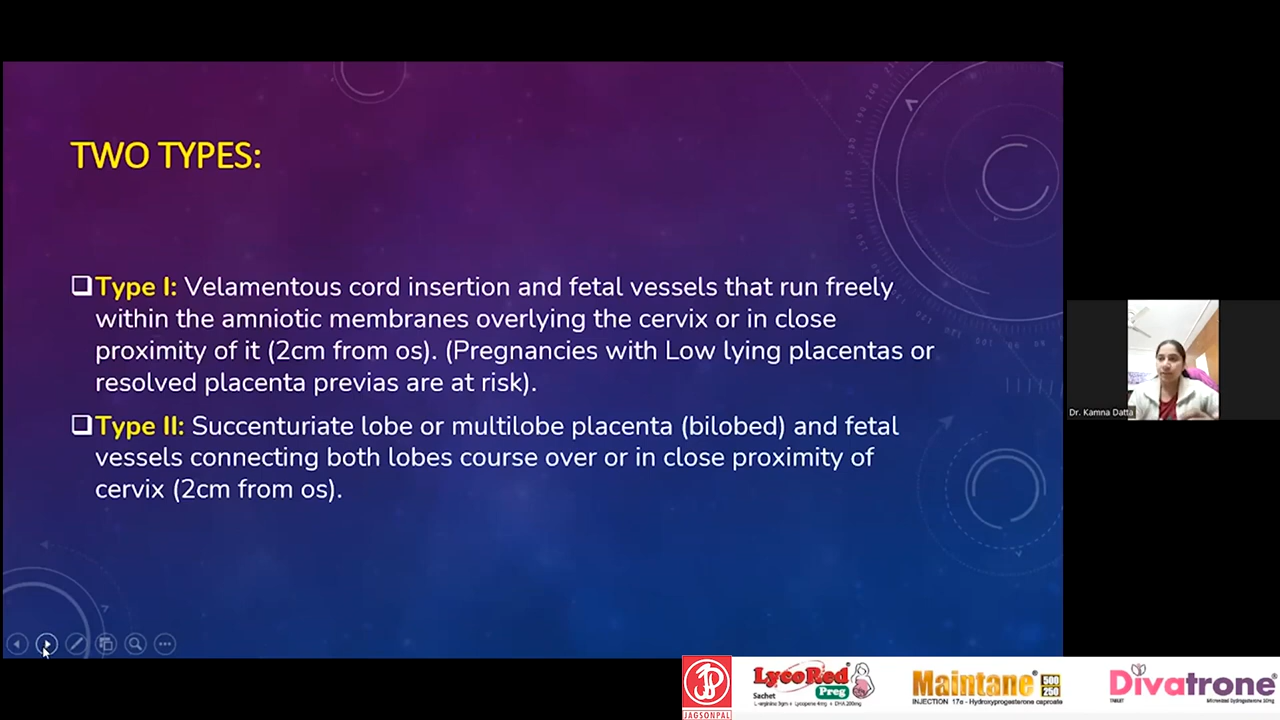 TWO TYPES:
Type I: Velamentous cord insertion and fetal vessels that run freely
within the amniotic membranes overlying the cervix or in close
proximity of it (2cm from os). (Pregnancies with Low lying placentas or
resolved placenta previas are at risk).
Type II: Succenturiate lobe or multilobe placenta (bilobed) and fetal
vessels connecting both lobes course over or in close proximity of
cervix (2cm from os).
Dr. Kamna Datta
JAGSONPAL
LycoRed
Preg
Sachet
L-arginine 3gm + Lycopene 4mg + DHA 200mg
Maintane 500 250
INJECTION 17α - Hydroxyprogesterone caproate
Divatrone
TABLET